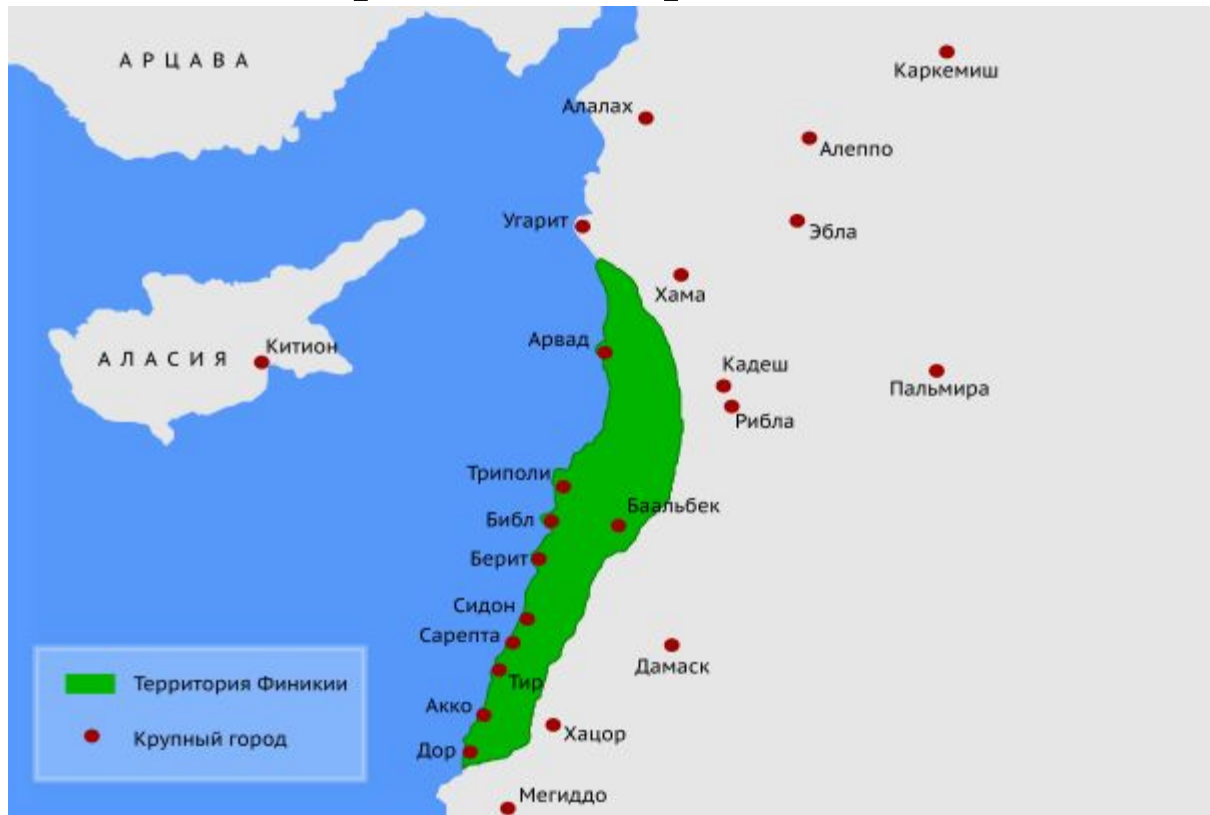 АРЦАВА
Каркемиш
Алалах
Алеппо
Угарит
Эбла
Хама
Арвад
Китион
АЛАСИЯ
Кадеш
Пальмира
Рибла
Триполи
Баальбек
Библ
Берит
Сидон
Сарепта
Дамаск
Территория Финикии
Тир
Акко
Хацор
Крупный город
Дор
Мегиддо